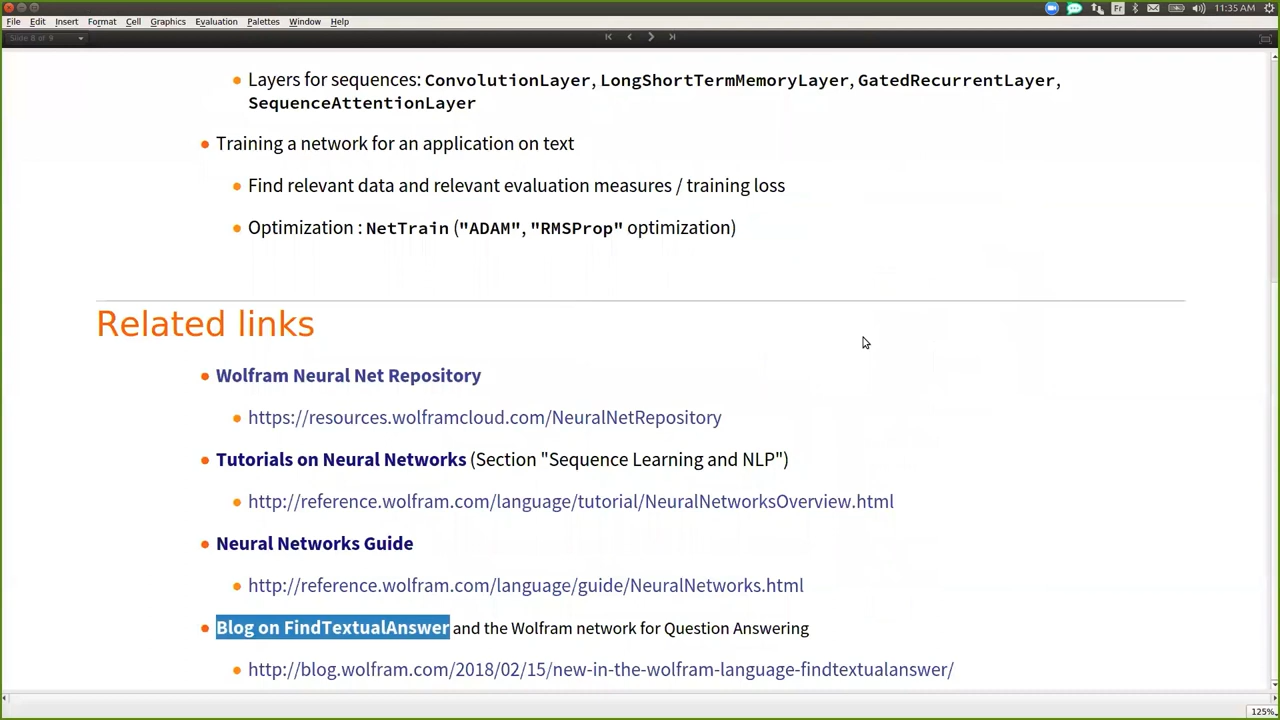 File Edit Insert Format Cell Graphics Evaluation Palettes Window Help
Fr
11:35 AM
Slide 8 of 9
Layers for sequences: ConvolutionLayer, LongShortTermMemoryLayer, GatedRecurrentLayer,
SequenceAttentionLayer
Training a network for an application on text
Find relevant data and relevant evaluation measures / training loss
Optimization : NetTrain ("ADAM", "RMSProp" optimization)
Related links
Wolfram Neural Net Repository
https://resources.wolframcloud.com/NeuralNetRepository
Tutorials on Neural Networks (Section "Sequence Learning and NLP")
http://reference.wolfram.com/language/tutorial/NeuralNetworksOverview.html
Neural Networks Guide
http://reference.wolfram.com/language/guide/NeuralNetworks.html
Blog on FindTextualAnswer and the Wolfram network for Question Answering
http://blog.wolfram.com/2018/02/15/new-in-the-wolfram-language-findtextualanswer/
125%